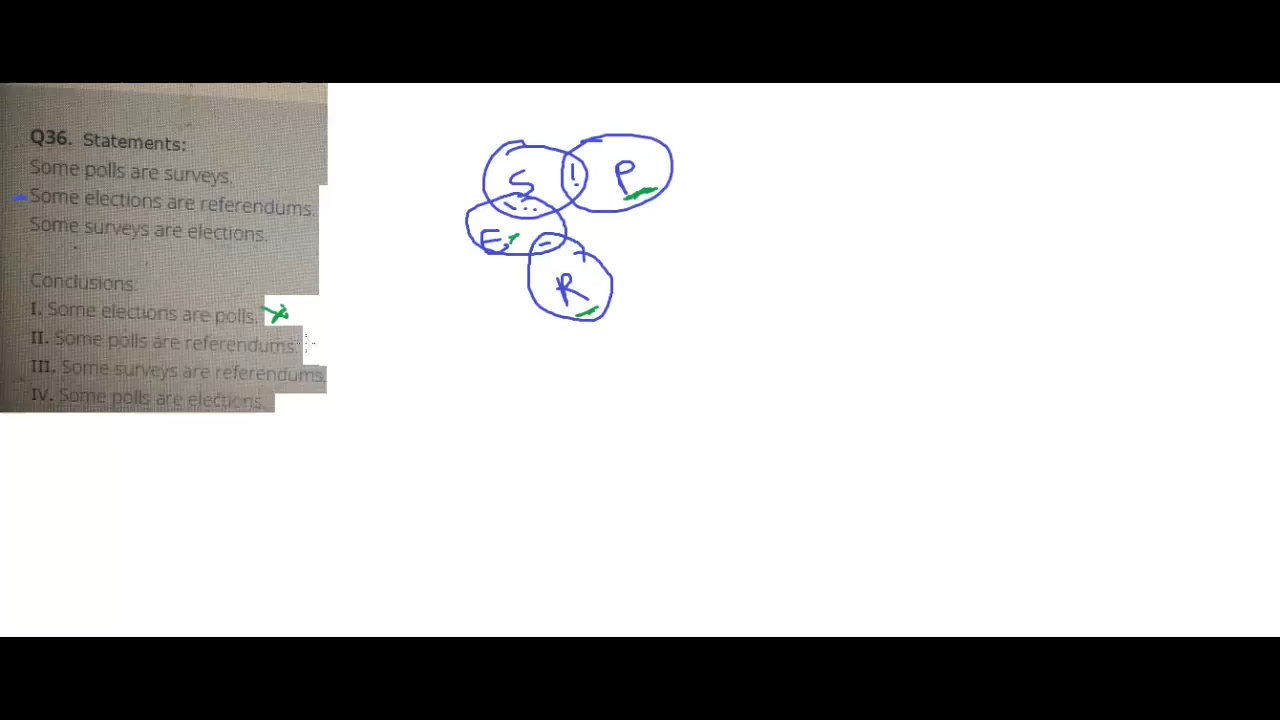 Q36. Statements:
Some polls are surveys.
Some elections are referendums.
Some surveys are elections.
Conclusions:
I. Some elections are polls.
II. Some polls are referendums.
III. Some surveys are referendums.
IV. Some polls are elections.
S
P
E
R